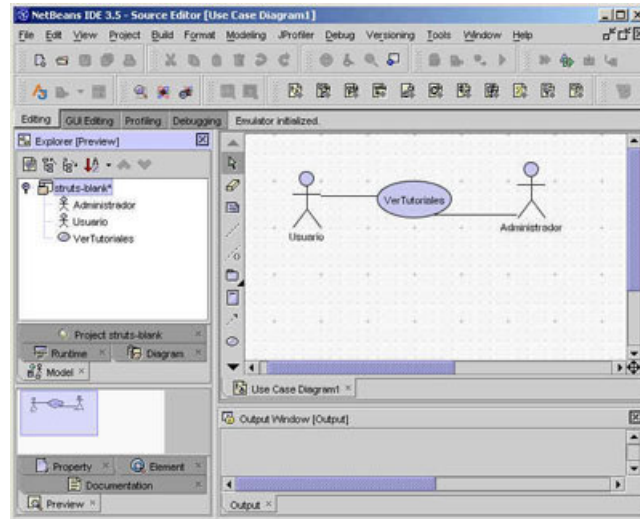 NetBeans IDE 3.5 - Source Editor [Use Case Diagram1]
File Edit View Project Build Format Modeling JProfiler Debug Versioning Tools Window Help
Editing GUI Editing Profiling Debugging Emulator initialized.
Explorer [Preview]
struts-blank*
Administrador
Usuario
VerTutoriales
Project struts-blank
Runtime Diagram
Model
Property Element
Documentation
Preview
VerTutoriales
Usuario
Administrador
Use Case Diagram1
Output Window [Output]
Output